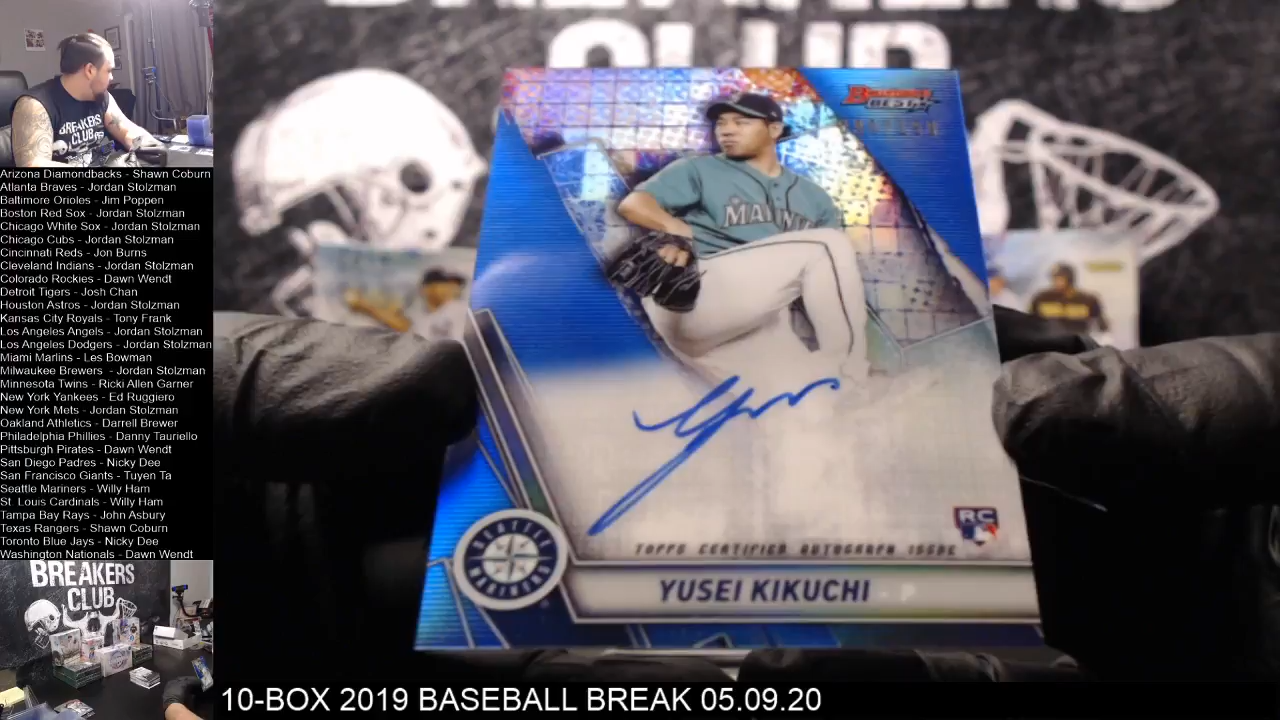 BREAKERS
CLUB
BREAKERS
CLUB
Arizona Diamondbacks - Shawn Coburn
Atlanta Braves - Jordan Stolzman
Baltimore Orioles - Jim Poppen
Boston Red Sox - Jordan Stolzman
Chicago White Sox - Jordan Stolzman
Chicago Cubs - Jordan Stolzman
Cincinnati Reds - Jon Burns
Cleveland Indians - Jordan Stolzman
Colorado Rockies - Dawn Wendt
Detroit Tigers - Josh Chan
Houston Astros - Jordan Stolzman
Kansas City Royals - Tony Frank
Los Angeles Angels - Jordan Stolzman
Los Angeles Dodgers - Jordan Stolzman
Miami Marlins - Les Bowman
Milwaukee Brewers - Jordan Stolzman
Minnesota Twins - Ricki Allen Garner
New York Yankees - Ed Ruggiero
New York Mets - Jordan Stolzman
Oakland Athletics - Darrell Brewer
Philadelphia Phillies - Danny Tauriello
Pittsburgh Pirates - Dawn Wendt
San Diego Padres - Nicky Dee
San Francisco Giants - Tuyen Ta
Seattle Mariners - Willy Ham
St. Louis Cardinals - Willy Ham
Tampa Bay Rays - John Asbury
Texas Rangers - Shawn Coburn
Toronto Blue Jays - Nicky Dee
Washington Nationals - Dawn Wendt
BREAKERS
CLUB
BOWMAN'S
BEST
MARIN
RC
TOPPS CERTIFIED AUTOGRAPH ISSUE
SEATTLE
MARINERS
YUSEI KIKUCHI - P
10-BOX 2019 BASEBALL BREAK 05.09.20